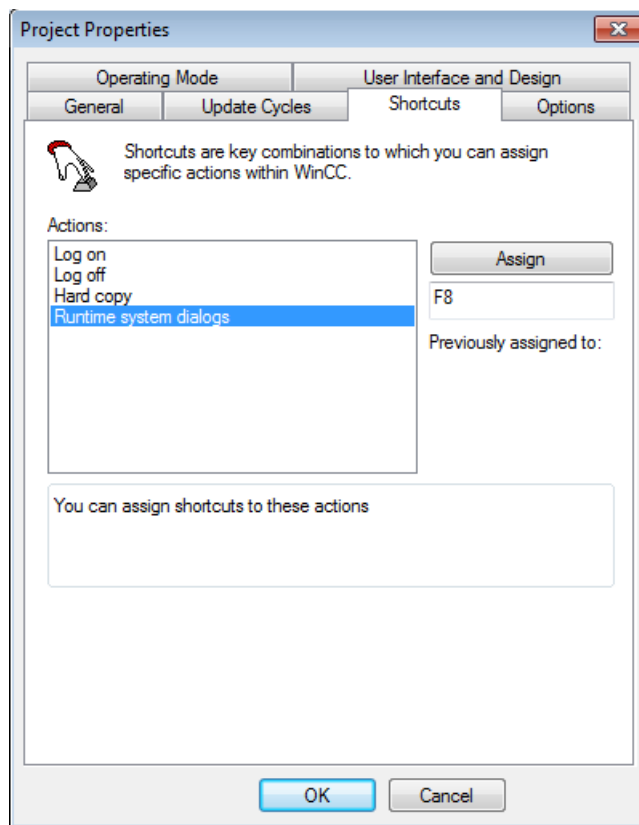 Project Properties
Operating Mode
User Interface and Design
General
Update Cycles
Shortcuts
Options
Shortcuts are key combinations to which you can assign
specific actions within WinCC.
Actions:
Log on
Log off
Hard copy
Runtime system dialogs
Assign
F8
Previously assigned to:
You can assign shortcuts to these actions
OK
Cancel